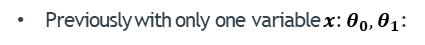 • Previously with only one variable x: θ₀, θ₁: